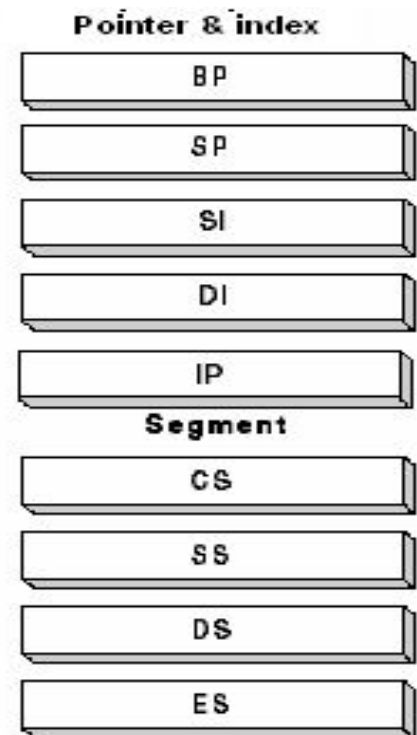 Pointer & index
BP
SP
SI
DI
IP
Segment
CS
SS
DS
ES